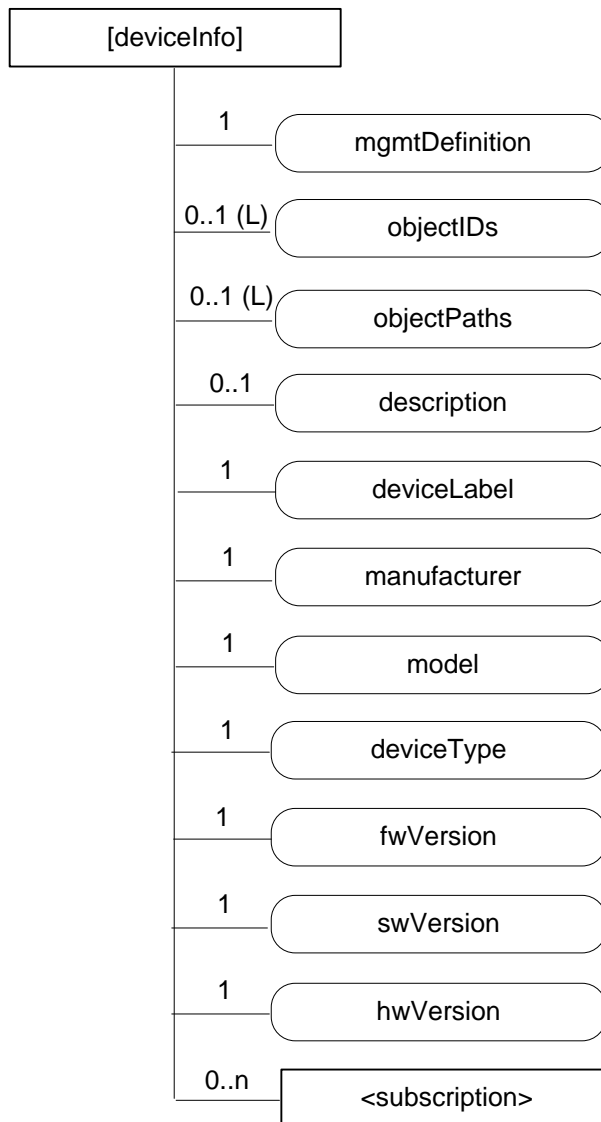 [deviceInfo]
1
mgmtDefinition
0..1 (L)
objectIDs
0..1 (L)
objectPaths
0..1
description
1
deviceLabel
1
manufacturer
1
model
1
deviceType
1
fwVersion
1
swVersion
1
hwVersion
0..n
<subscription>